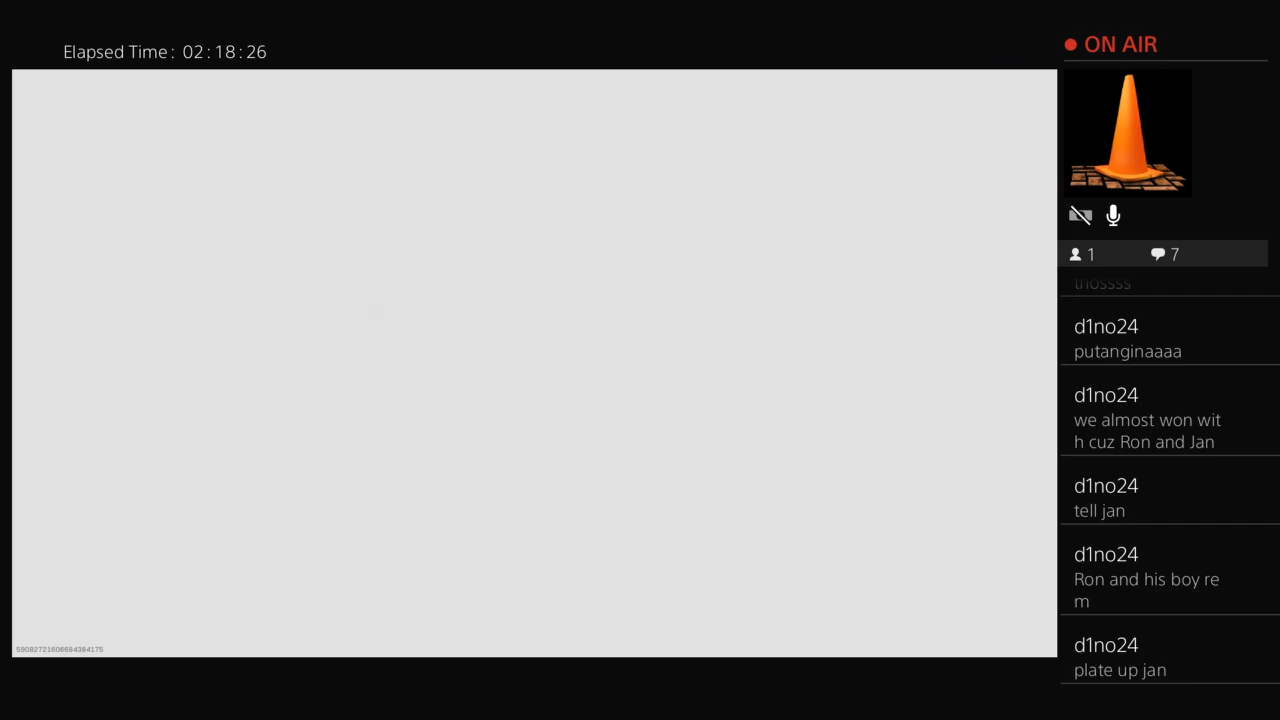 Elapsed Time: 02:18:26
ON AIR
1 7
d1no24
putanginaaaa
d1no24
we almost won wit
h cuz Ron and Jan
d1no24
tell jan
d1no24
Ron and his boy re
m
d1no24
plate up jan